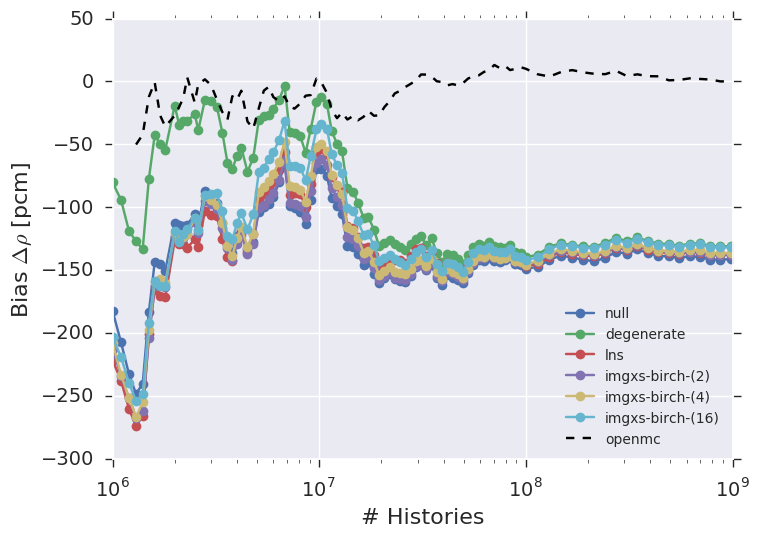 50
0
−50
−100
−150
−200
−250
−300
Bias Δρ [pcm]
10^6
10^7
10^8
10^9
# Histories
null
degenerate
lns
imgxs-birch-(2)
imgxs-birch-(4)
imgxs-birch-(16)
openmc